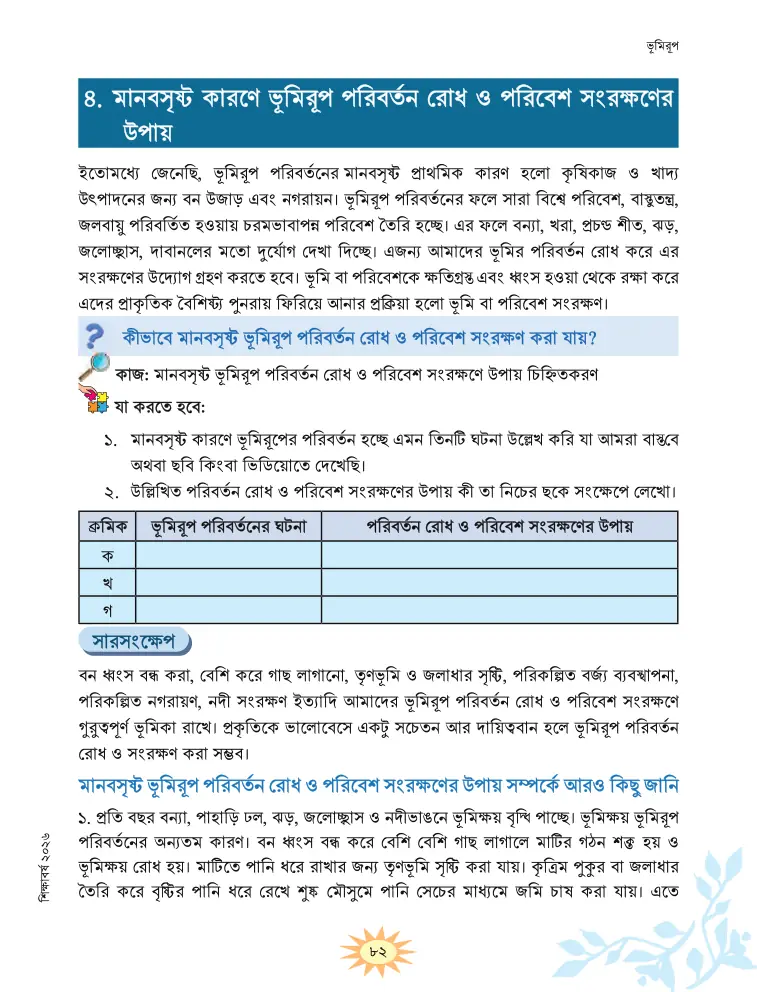 ভূমিরূপ
৪. মানবসৃষ্ট কারণে ভূমিরূপ পরিবর্তন রোধ ও পরিবেশ সংরক্ষণের
উপায়
ইতোমধ্যে জেনেছি, ভূমিরূপ পরিবর্তনের মানবসৃষ্ট প্রাথমিক কারণ হলো কৃষিকাজ ও খাদ্য
উৎপাদনের জন্য বন উজাড় এবং নগরায়ন। ভূমিরূপ পরিবর্তনের ফলে সারা বিশ্বে পরিবেশ, বাস্তুতন্ত্র,
জলবায়ু পরিবর্তিত হওয়ায় চরমভাবাপন্ন পরিবেশ তৈরি হচ্ছে। এর ফলে বন্যা, খরা, প্রচন্ড শীত, ঝড়,
জলোচ্ছ্বাস, দাবানলের মতো দুর্যোগ দেখা দিচ্ছে। এজন্য আমাদের ভূমির পরিবর্তন রোধ করে এর
সংরক্ষণের উদ্যোগ গ্রহণ করতে হবে। ভূমি বা পরিবেশকে ক্ষতিগ্রস্ত এবং ধ্বংস হওয়া থেকে রক্ষা করে
এদের প্রাকৃতিক বৈশিষ্ট্য পুনরায় ফিরিয়ে আনার প্রক্রিয়া হলো ভূমি বা পরিবেশ সংরক্ষণ।
? কীভাবে মানবসৃষ্ট ভূমিরূপ পরিবর্তন রোধ ও পরিবেশ সংরক্ষণ করা যায়?
কাজ: মানবসৃষ্ট ভূমিরূপ পরিবর্তন রোধ ও পরিবেশ সংরক্ষণে উপায় চিহ্নিতকরণ
যা করতে হবে:
১. মানবসৃষ্ট কারণে ভূমিরূপের পরিবর্তন হচ্ছে এমন তিনটি ঘটনা উল্লেখ করি যা আমরা বাস্তবে
অথবা ছবি কিংবা ভিডিয়োতে দেখেছি।
২. উল্লিখিত পরিবর্তন রোধ ও পরিবেশ সংরক্ষণের উপায় কী তা নিচের ছকে সংক্ষেপে লেখো।
ক্রমিক ভূমিরূপ পরিবর্তনের ঘটনা পরিবর্তন রোধ ও পরিবেশ সংরক্ষণের উপায়
ক
খ
গ
সারসংক্ষেপ
বন ধ্বংস বন্ধ করা, বেশি করে গাছ লাগানো, তৃণভূমি ও জলাধার সৃষ্টি, পরিকল্পিত বর্জ্য ব্যবস্থাপনা,
পরিকল্পিত নগরায়ণ, নদী সংরক্ষণ ইত্যাদি আমাদের ভূমিরূপ পরিবর্তন রোধ ও পরিবেশ সংরক্ষণে
গুরুত্বপূর্ণ ভূমিকা রাখে। প্রকৃতিকে ভালোবেসে একটু সচেতন আর দায়িত্ববান হলে ভূমিরূপ পরিবর্তন
রোধ ও সংরক্ষণ করা সম্ভব।
মানবসৃষ্ট ভূমিরূপ পরিবর্তন রোধ ও পরিবেশ সংরক্ষণের উপায় সম্পর্কে আরও কিছু জানি
১. প্রতি বছর বন্যা, পাহাড়ি ঢল, ঝড়, জলোচ্ছ্বাস ও নদীভাঙনে ভূমিক্ষয় বৃদ্ধি পাচ্ছে। ভূমিক্ষয় ভূমিরূপ
পরিবর্তনের অন্যতম কারণ। বন ধ্বংস বন্ধ করে বেশি বেশি গাছ লাগালে মাটির গঠন শক্ত হয় ও
ভূমিক্ষয় রোধ হয়। মাটিতে পানি ধরে রাখার জন্য তৃণভূমি সৃষ্টি করা যায়। কৃত্রিম পুকুর বা জলাধার
তৈরি করে বৃষ্টির পানি ধরে রেখে শুষ্ক মৌসুমে পানি সেচের মাধ্যমে জমি চাষ করা যায়। এতে
শিক্ষাবর্ষ ২০২৬
৮২